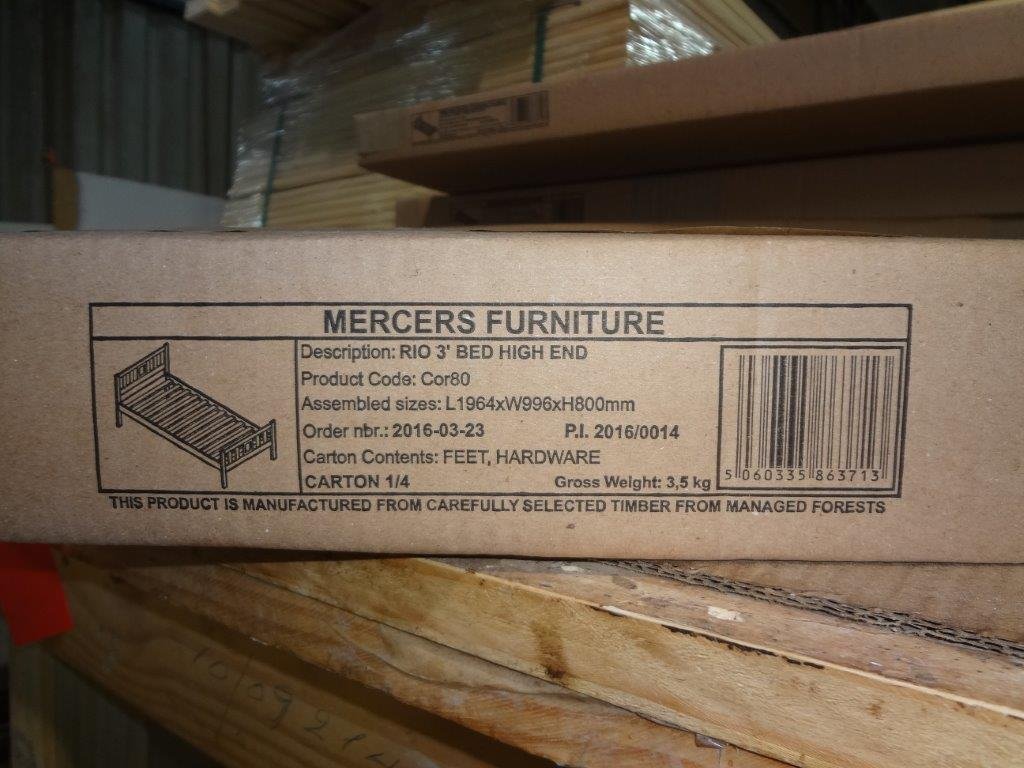 MERCERS FURNITURE
Description: RIO 3' BED HIGH END
Product Code: Cor80
Assembled sizes: L1964xW996xH800mm
Order nbr.: 2016-03-23 P.I. 2016/0014
Carton Contents: FEET, HARDWARE
CARTON 1/4 Gross Weight: 3,5 kg
5 060335 863713
THIS PRODUCT IS MANUFACTURED FROM CAREFULLY SELECTED TIMBER FROM MANAGED FORESTS